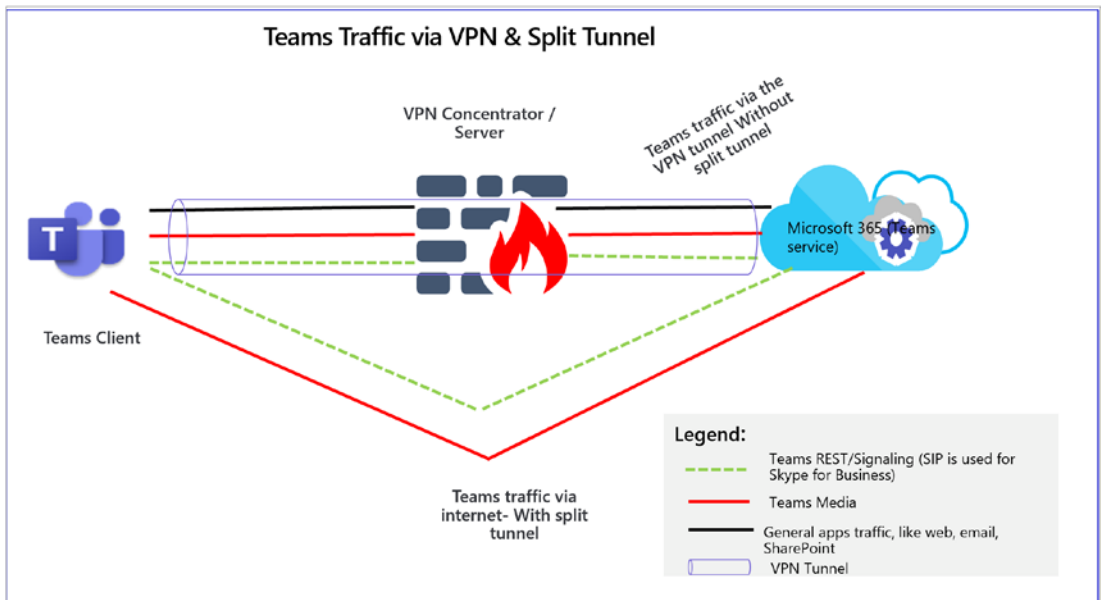 Teams Traffic via VPN & Split Tunnel
VPN Concentrator /
Server
Teams traffic via the
VPN tunnel Without
split tunnel
T
Microsoft 365 (Teams
service)
Teams Client
Teams traffic via
internet- With split
tunnel
Legend:
Teams REST/Signaling (SIP is used for
Skype for Business)
Teams Media
General apps traffic, like web, email,
SharePoint
VPN Tunnel